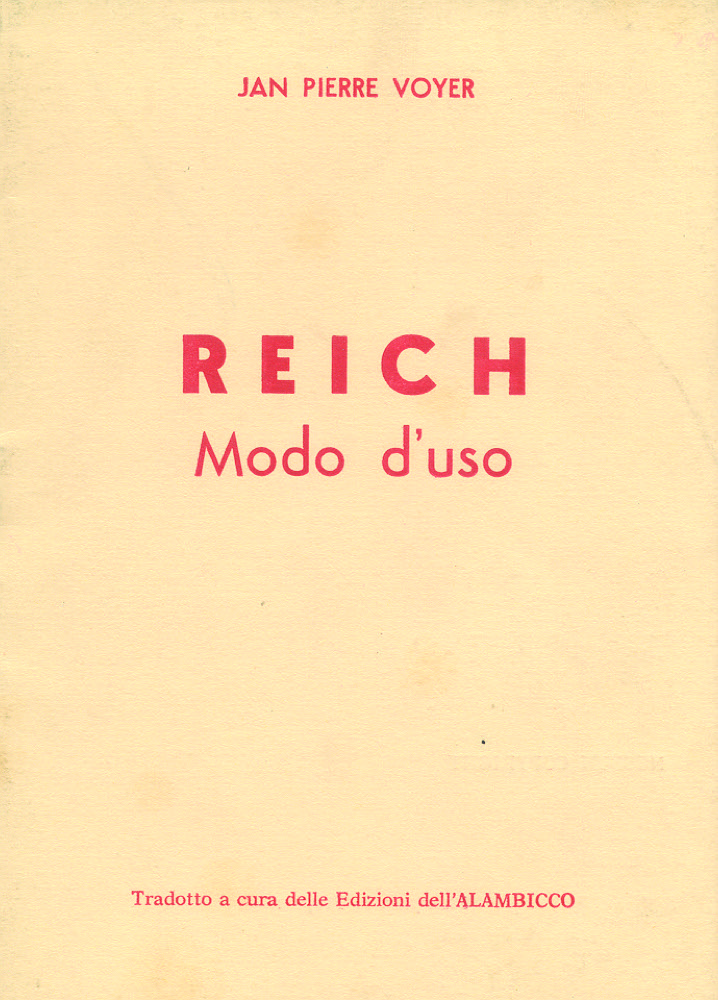 JAN PIERRE VOYER
REICH
Modo d'uso
Tradotto a cura delle Edizioni dell'ALAMBICCO